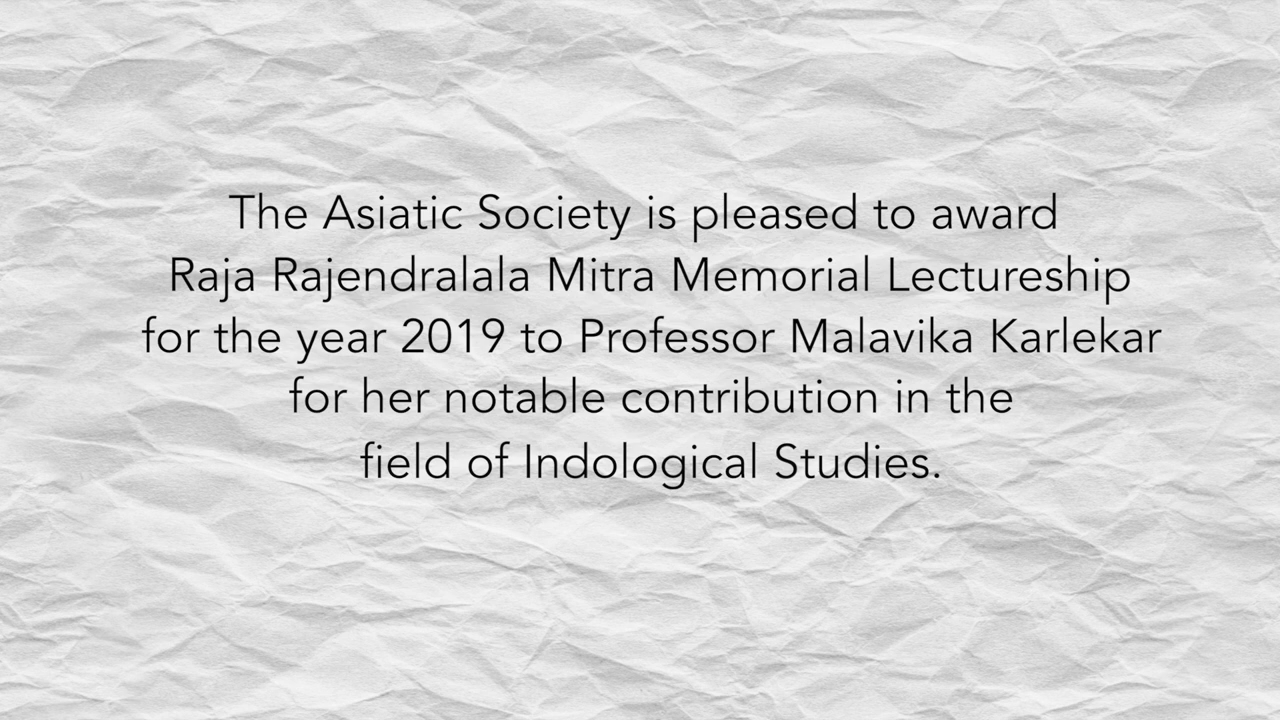 The Asiatic Society is pleased to award
Raja Rajendralala Mitra Memorial Lectureship
for the year 2019 to Professor Malavika Karlekar
for her notable contribution in the
field of Indological Studies.